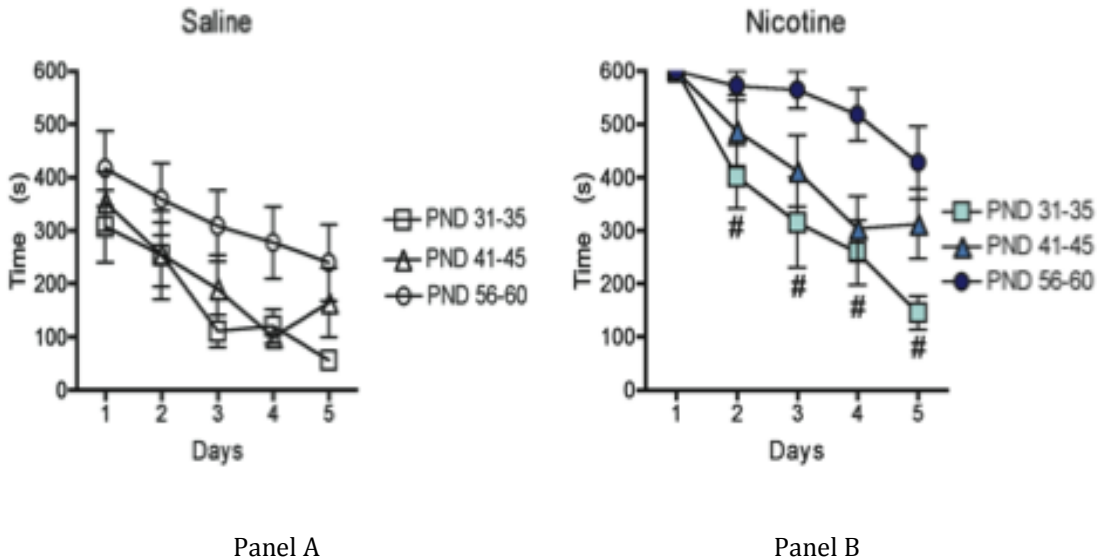 Saline
600
500
400
300
200
100
0
Time (s)
1 2 3 4 5
Days
PND 31-35
PND 41-45
PND 56-60
Panel A
Nicotine
600
500
400
300
200
100
0
Time (s)
#
#
#
#
1 2 3 4 5
Days
PND 31-35
PND 41-45
PND 56-60
Panel B